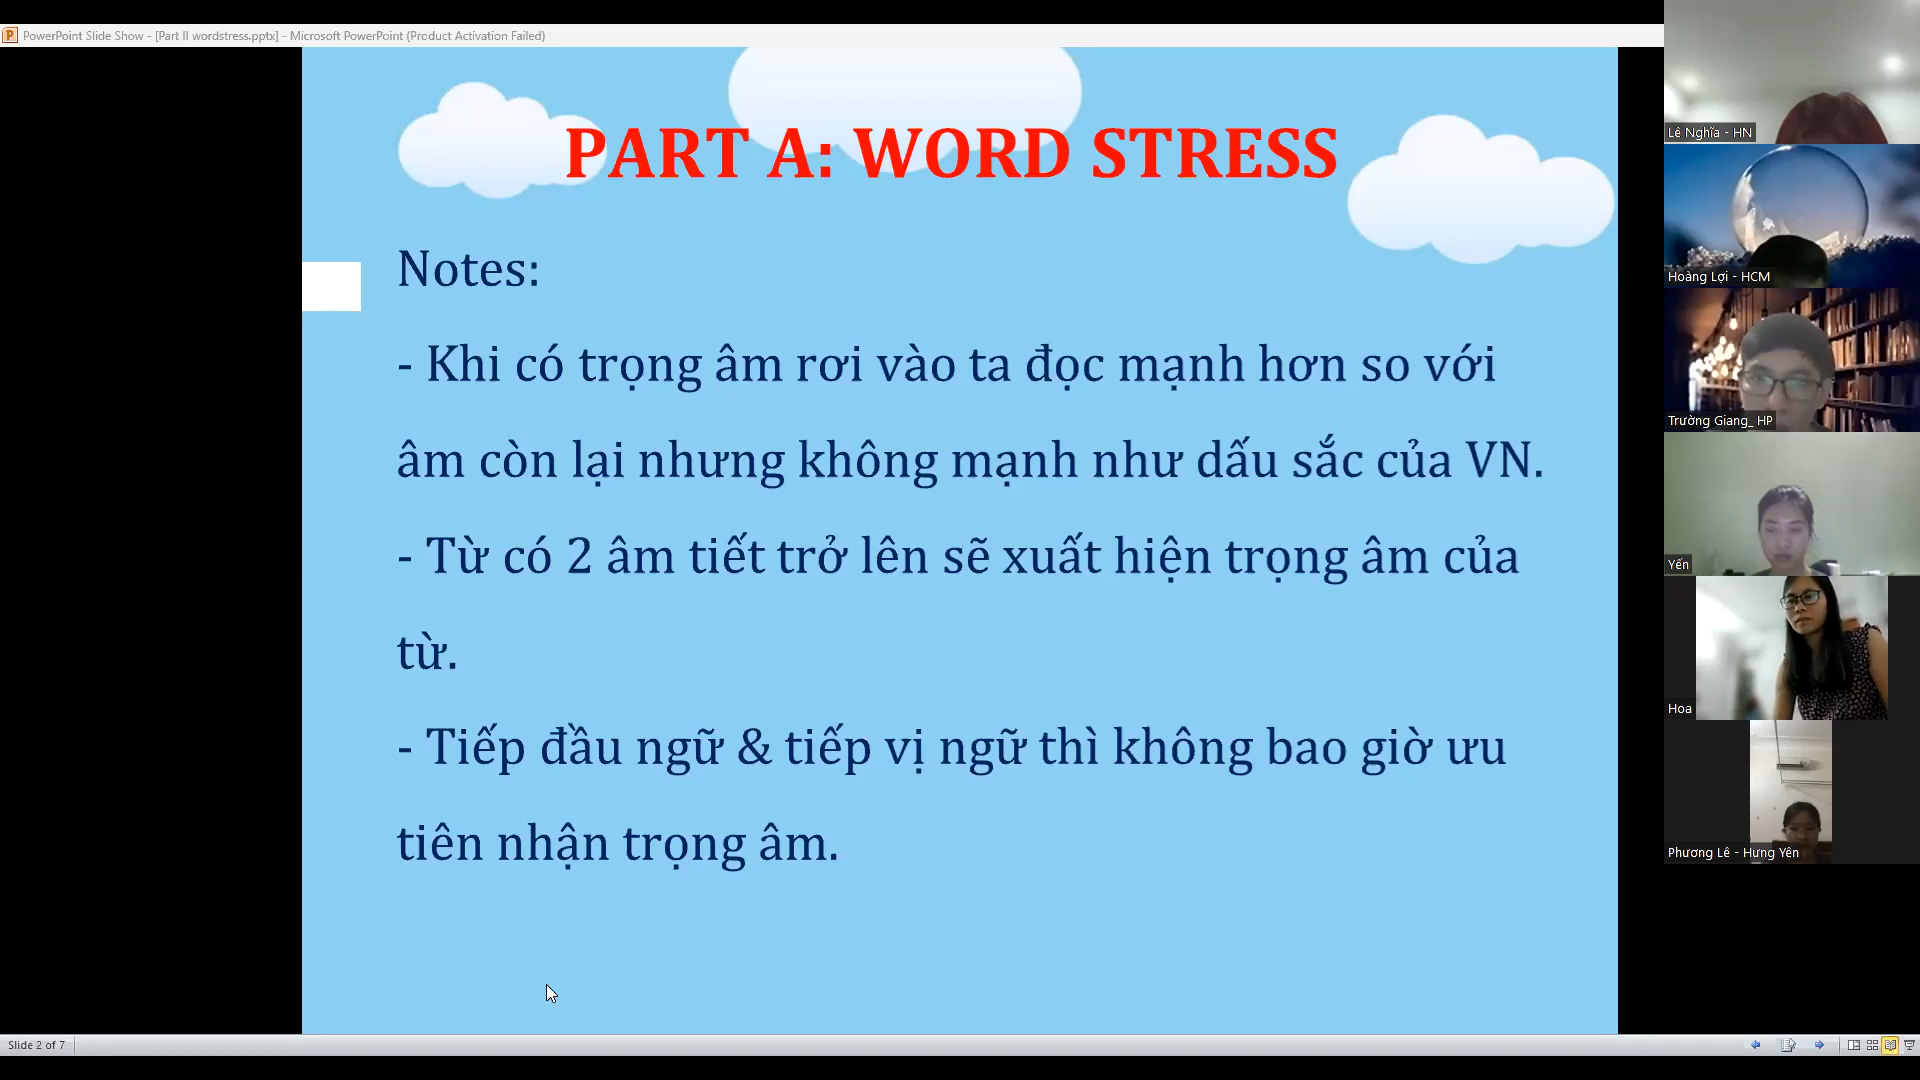 PowerPoint Slide Show - [Part II wordstress.pptx] - Microsoft PowerPoint (Product Activation Failed)
PART A: WORD STRESS
Notes:
- Khi có trọng âm rơi vào ta đọc mạnh hơn so với
âm còn lại nhưng không mạnh như dấu sắc của VN.
- Từ có 2 âm tiết trở lên sẽ xuất hiện trọng âm của
từ.
- Tiếp đầu ngữ & tiếp vị ngữ thì không bao giờ ưu
tiên nhận trọng âm.
Lê Nghĩa - HN
Hoàng Lợi - HCM
Trường Giang_ HP
Yến
Hoa
Phương Lê - Hưng Yên
Slide 2 of 7